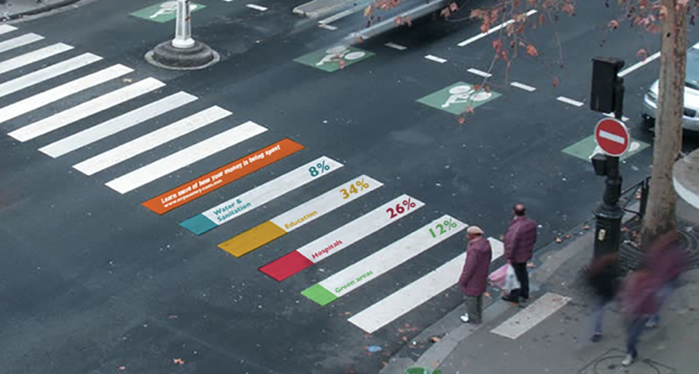 Learn more of how your money is being spent
8%
Water &
Sanitation
34%
Education
26%
Hospitals
12%
Green areas